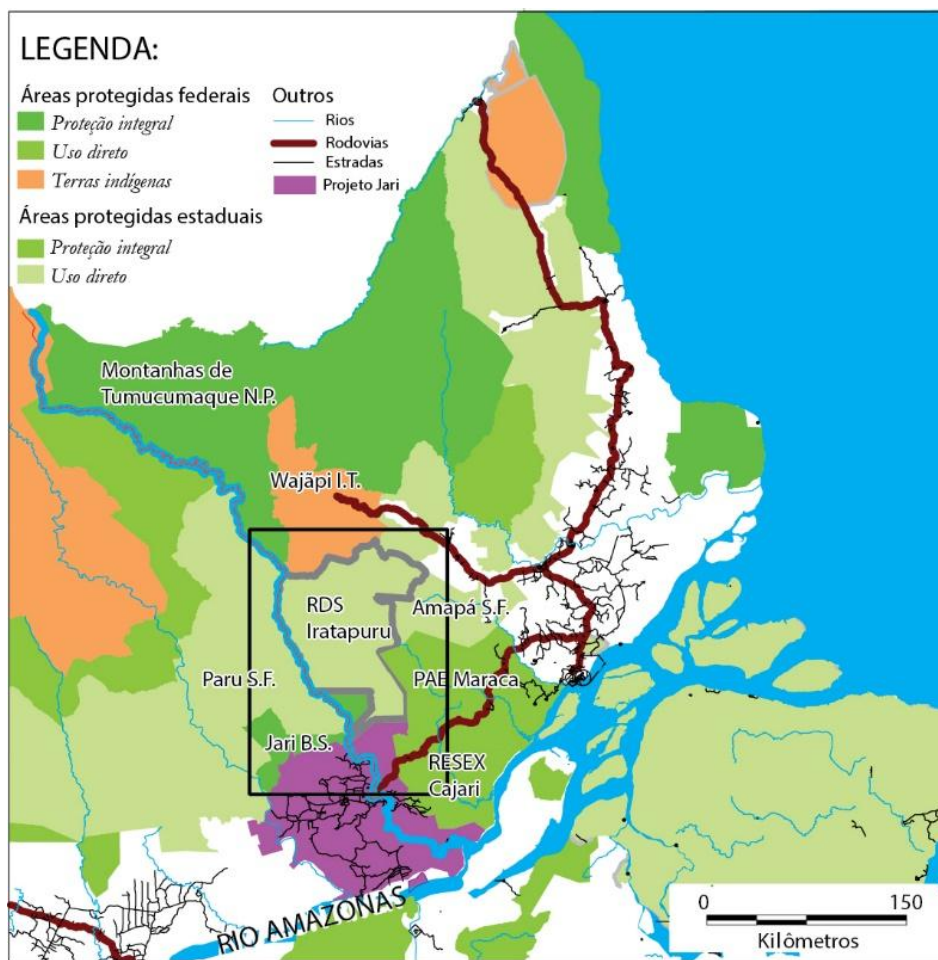 LEGENDA:
Áreas protegidas federais
Proteção integral
Uso direto
Terras indígenas
Áreas protegidas estaduais
Proteção integral
Uso direto
Outros
Rios
Rodovias
Estradas
Projeto Jari
Montanhas de
Tumucumaque N.P.
Wajãpi I.T.
RDS
Iratapuru
Amapá S.F.
Paru S.F.
PAE Maraca
Jari B.S.
RESEX
Cajari
RIO AMAZONAS
0 150
Kilômetros